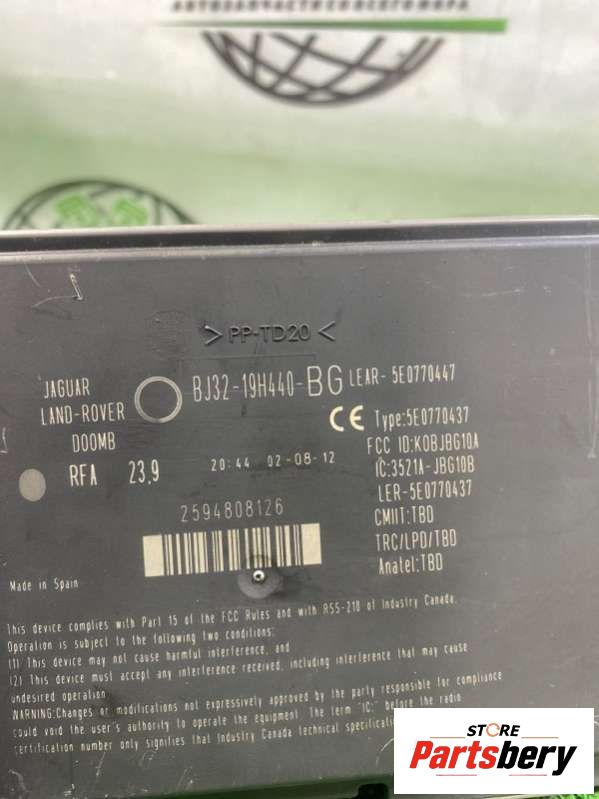 АВТОЗАПЧАСТИ СО ВСЕГО МИРА
> PP-TD20 <
JAGUAR
LAND-ROVER
DOOMB
BJ32-19H440-BG
LEAR-5E0770447
CE Type:5E0770437
FCC ID:KOBJBG10A
IC:3521A-JBG10B
LER-5E0770437
CMIIT:TBD
TRC/LPD/TBD
Anatel:TBD
RFA 23.9
20:44 02-08-12
2594808126
Made in Spain
This device complies with Part 15 of the FCC Rules and with RSS-210 of Industry Canada.
Operation is subject to the following two conditions:
(1) This device may not cause harmful interference, and
(2) This device must accept any interference received, including interference that may cause
undesired operation
WARNING:Changes or modifications not expressively approved by the party responsible for compliance
could void the user's authority to operate the equipment. The term "IC:" before the radio
certification number only signifies that Industry Canada technical
STORE
Partsbery